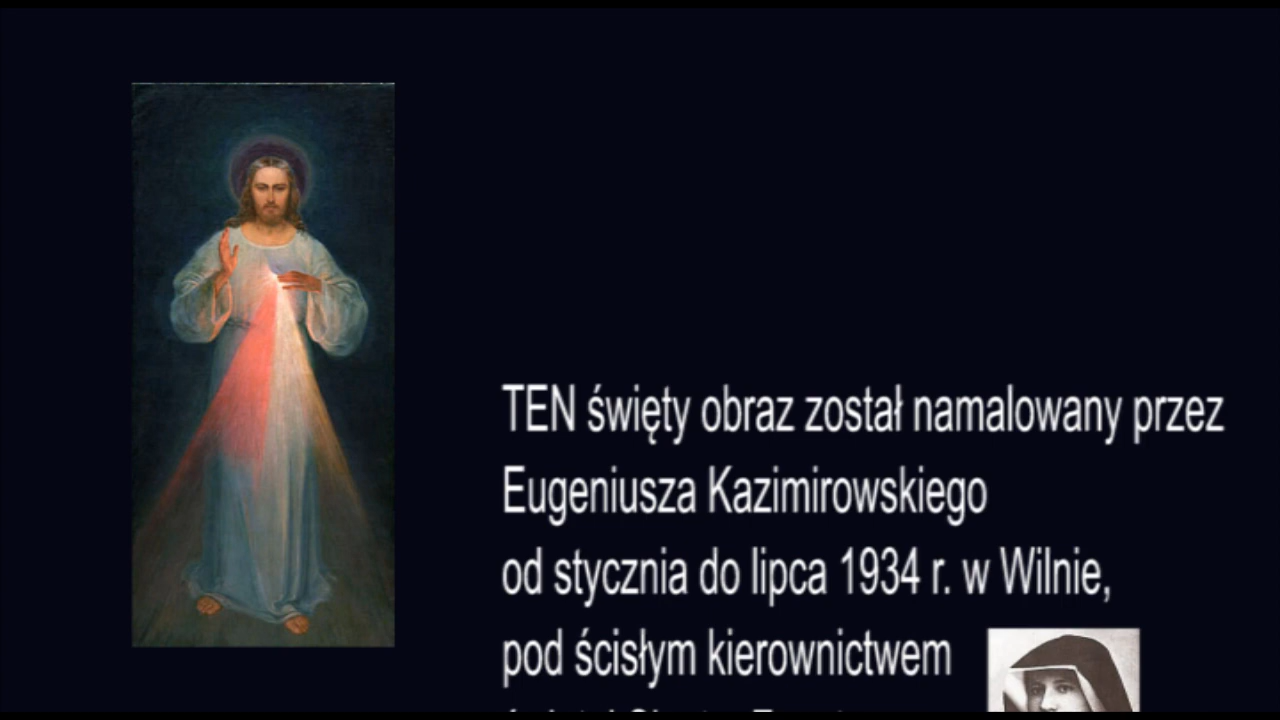 TEN święty obraz został namalowany przez
Eugeniusza Kazimirowskiego
od stycznia do lipca 1934 r. w Wilnie,
pod ścisłym kierownictwem